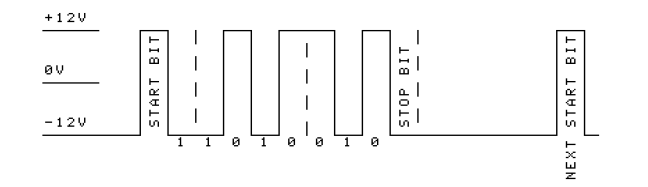 +12V
0V
-12V
START BIT
1 1 0 1 0 0 1 0
STOP BIT
NEXT START BIT